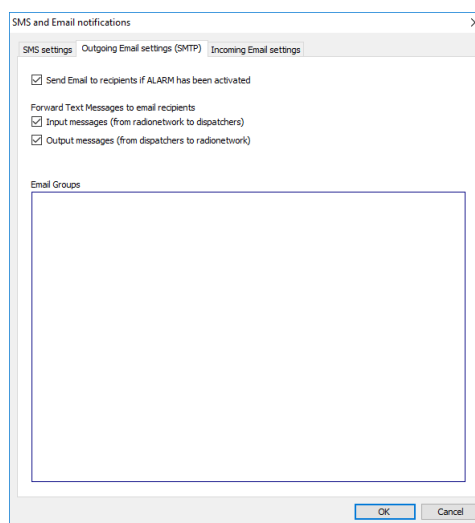 SMS and Email notifications
SMS settings
Outgoing Email settings (SMTP)
Incoming Email settings
Send Email to recipients if ALARM has been activated
Forward Text Messages to email recipients
Input messages (from radionetwork to dispatchers)
Output messages (from dispatchers to radionetwork)
Email Groups
OK
Cancel